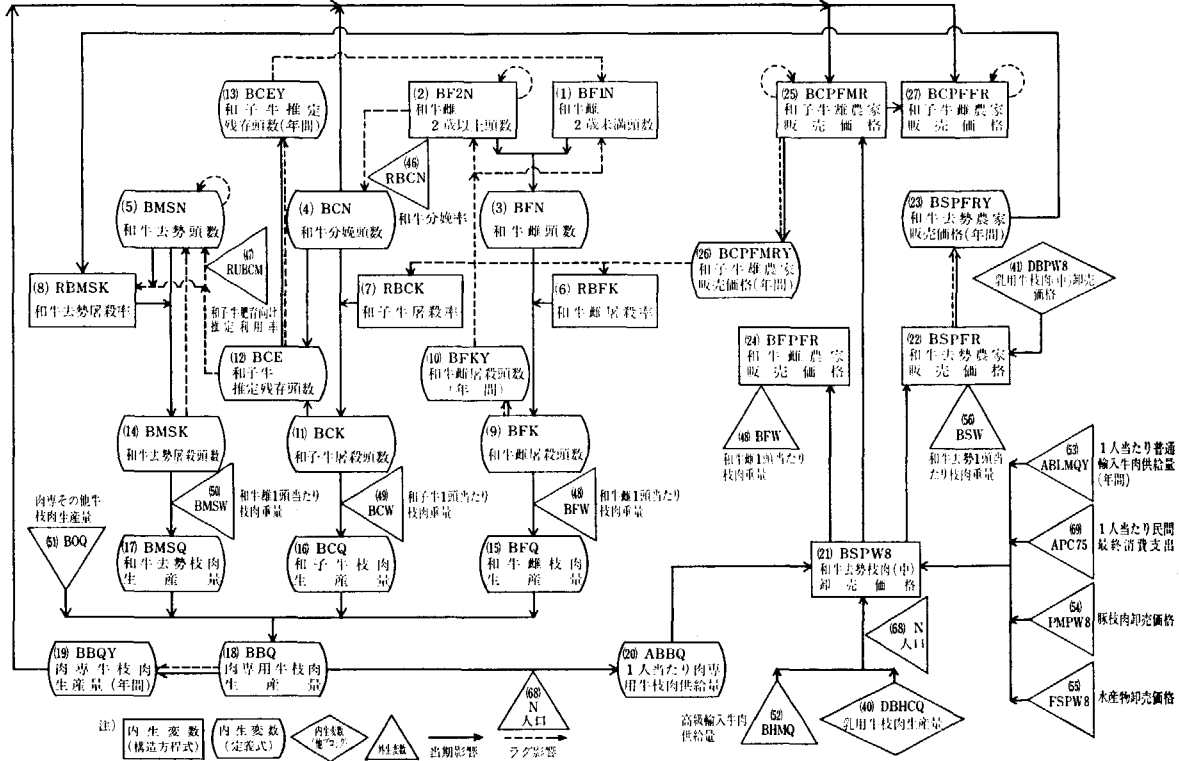 (13) BCEY
和子牛推定
残存頭数(年間)
(2) BF2N
和牛雌
2歳以上頭数
(1) BF1N
和牛雌
2歳未満頭数
(25) BCPFMR
和子牛雄農家
販売価格
(27) BCPFFR
和子牛雌農家
販売価格
(46)
RBCN
和牛分娩率
(5) BMSN
和牛去勢頭数
(4) BCN
和牛分娩頭数
(3) BFN
和牛雌頭数
(23) BSPFRY
和牛去勢農家
販売価格(年間)
(47)
RUBCM
和子牛肥育向け
推定利用率
(26) BCPFMRY
和子牛雄農家
販売価格(年間)
(41) DBPW8
乳用牛枝肉(中)卸売
価格
(8) RBMSK
和牛去勢屠殺率
(7) RBCK
和子牛屠殺率
(6) RBFK
和牛雌屠殺率
(12) BCE
和子牛
推定残存頭数
(10) BFKY
和牛雌屠殺頭数
(年間)
(24) BFPFR
和牛雌農家
販売価格
(22) BSPFR
和牛去勢農家
販売価格
(14) BMSK
和牛去勢屠殺頭数
(11) BCK
和子牛屠殺頭数
(9) BFK
和牛雌屠殺頭数
(48) BFW
和牛雌1頭当たり
枝肉重量
(56)
BSW
和牛去勢1頭当
たり枝肉重量
(53)
ABLMQY
1人当たり普通
輸入牛肉供給量
(年間)
(50)
BMSW
和牛雄1頭当たり
枝肉重量
(49)
BCW
和子牛1頭当たり
枝肉重量
(48)
BFW
和牛雌1頭当たり
枝肉重量
肉専その他牛
枝肉生産量
(51) BOQ
(69)
APC75
1人当たり民間
最終消費支出
(17) BMSQ
和牛去勢枝肉
生産量
(16) BCQ
和子牛枝肉
生産量
(15) BFQ
和牛雌枝肉
生産量
(21) BSPW8
和牛去勢枝肉(中)
卸売価格
(54)
PMPW8
豚枝肉卸売価格
(68) N
人口
(19) BBQY
肉専牛枝肉
生産量(年間)
(18) BBQ
肉専用牛枝肉
生産量
(20) ABBQ
1人当たり肉専
用牛枝肉供給量
(55)
FSPW8
水産物卸売価格
(68)
N
人口
高級輸入牛肉
供給量
(52)
BHMQ
(40) DBHCQ
乳用牛枝肉生産量
注)
内生変数
(構造方程式)
内生変数
(定義式)
内生変数
(他ブロック)
外生変数
当期影響
ラグ影響